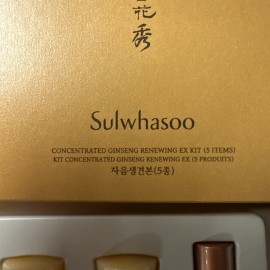 花
秀
Sulwhasoo
CONCENTRATED GINSENG RENEWING EX KIT (5 ITEMS)
KIT CONCENTRATED GINSENG RENEWING EX (5 PRODUITS)
자음생견본(5종)